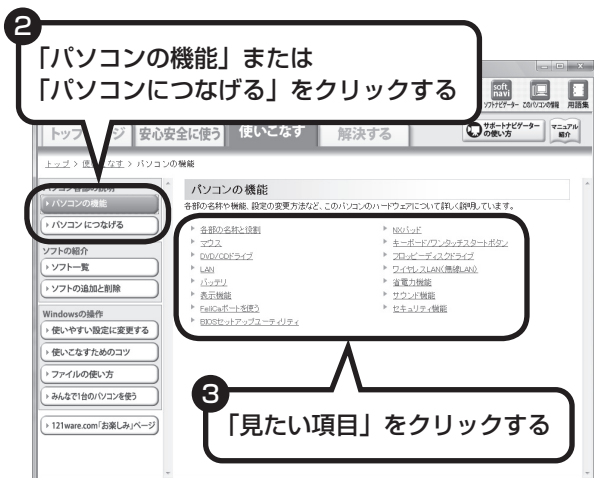 2
「パソコンの機能」または
「パソコンにつなげる」をクリックする
soft navi
ソフトナビゲーター このパソコンの情報 用語集
安心安全に使う 使いこなす 解決する
サポートナビゲーターの使い方
マニュアル紹介
パソコンの機能
パソコンの機能
各部の名称や機能、設定の変更方法など、このパソコンのハードウェアについて詳しく説明しています。
パソコンの機能
パソコンにつなげる
ソフトの紹介
ソフト一覧
ソフトの追加と削除
Windowsの操作
使いやすい設定に変更する
使いこなすためのコツ
ファイルの使い方
みんなで1台のパソコンを使う
121ware.com「お楽しみ」ページ
各部の名称と役割
マウス
DVD/CDドライブ
LAN
バッテリ
表示機能
FeliCaポートを使う
BIOSセットアップユーティリティ
NXパッド
キーボード/ワンタッチスタートボタン
フロッピーディスクドライブ
ワイヤレスLAN(無線LAN)
省電力機能
サウンド機能
セキュリティ機能
3
「見たい項目」をクリックする